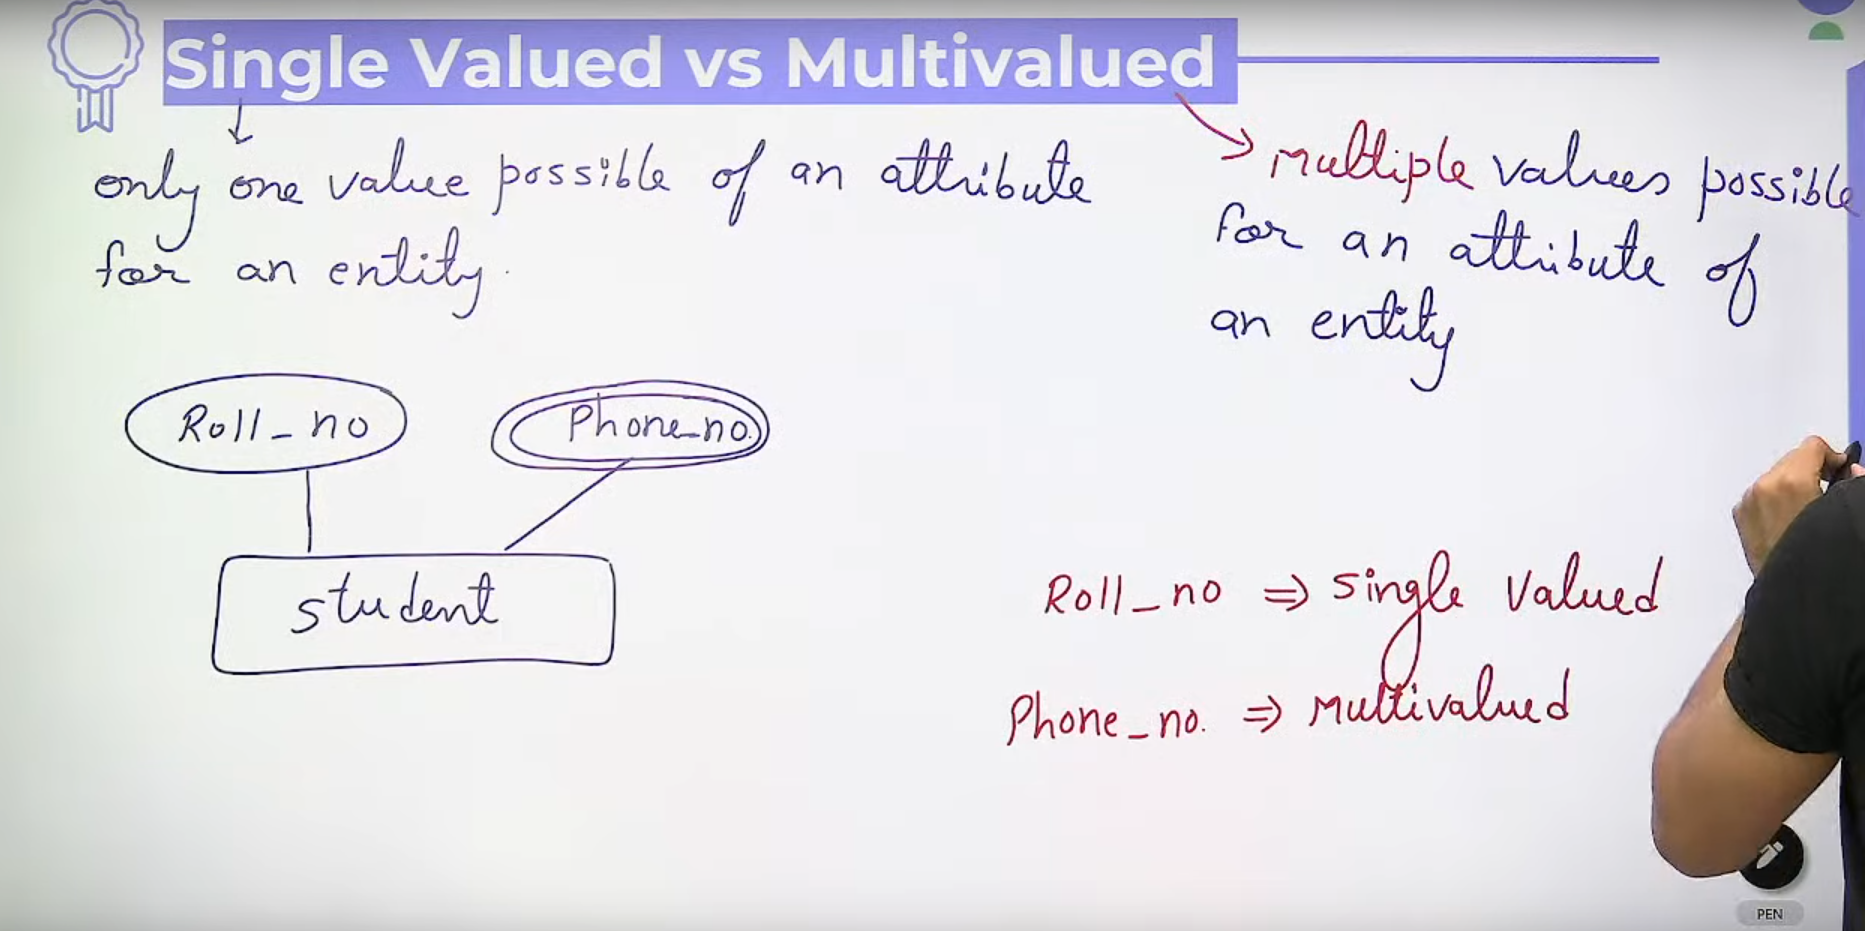 Single Valued vs Multivalued
only one value possible of an attribute
for an entity.
multiple values possible
for an attribute of
an entity
Roll_no
Phone_no.
student
Roll_no ⇒ Single Valued
Phone_no. ⇒ Multivalued
PEN